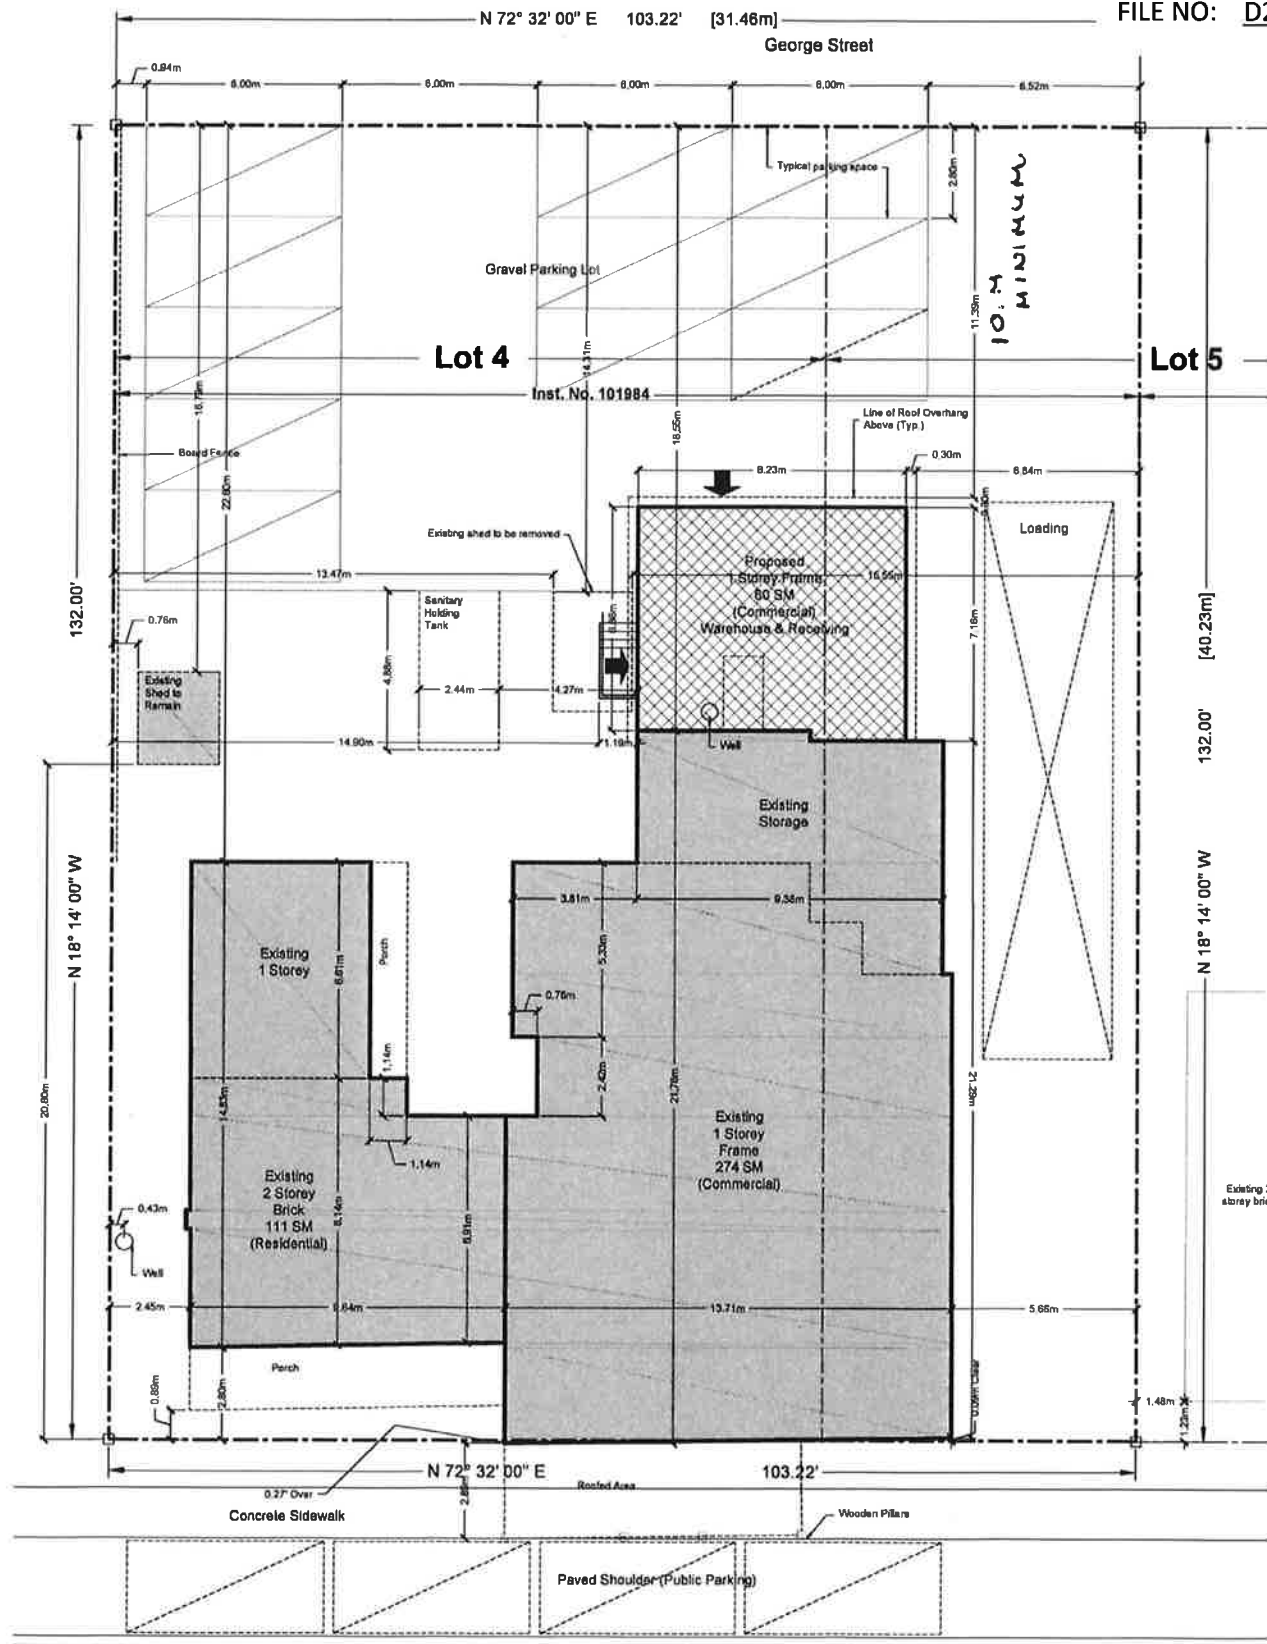 FILE NO: D2
N 72° 32' 00" E 103.22' [31.46m]
George Street
0.94m
6.00m
6.00m
6.00m
6.00m
6.52m
Typical parking space
2.80m
10. M
MINIMUM
Gravel Parking Lot
11.39m
14.31m
Lot 4
Lot 5
Inst. No. 101984
18.55m
Line of Roof Overhang
Above (Typ.)
Board Fence
22.60m
8.23m
0.30m
6.84m
Loading
Existing shed to be removed
13.47m
132.00'
[40.23m]
132.00'
Proposed
1 Storey Frame
60 SM
(Commercial)
Warehouse & Receiving
Sanitary
Holding
Tank
0.76m
7.16m
4.88m
2.44m
4.27m
Existing
Shed to
Remain
14.90m
1.19m
Well
Existing
Storage
N 18° 14' 00" W
N 18° 14' 00" W
3.81m
9.38m
Existing
1 Storey
Porch
6.61m
5.33m
0.76m
1.14m
2.42m
20.80m
14.83m
21.78m
21.29m
Existing
1 Storey
Frame
274 SM
(Commercial)
1.14m
Existing
2 Storey
Brick
111 SM
(Residential)
8.14m
6.91m
Existing 2
storey bric
0.43m
Well
2.45m
9.64m
13.71m
5.66m
Porch
0.89m
2.80m
0.09m Clear
1.48m
1.22m
N 72° 32' 00" E 103.22'
0.27' Over
Roofed Area
Concrete Sidewalk
Wooden Pillars
Paved Shoulder (Public Parking)